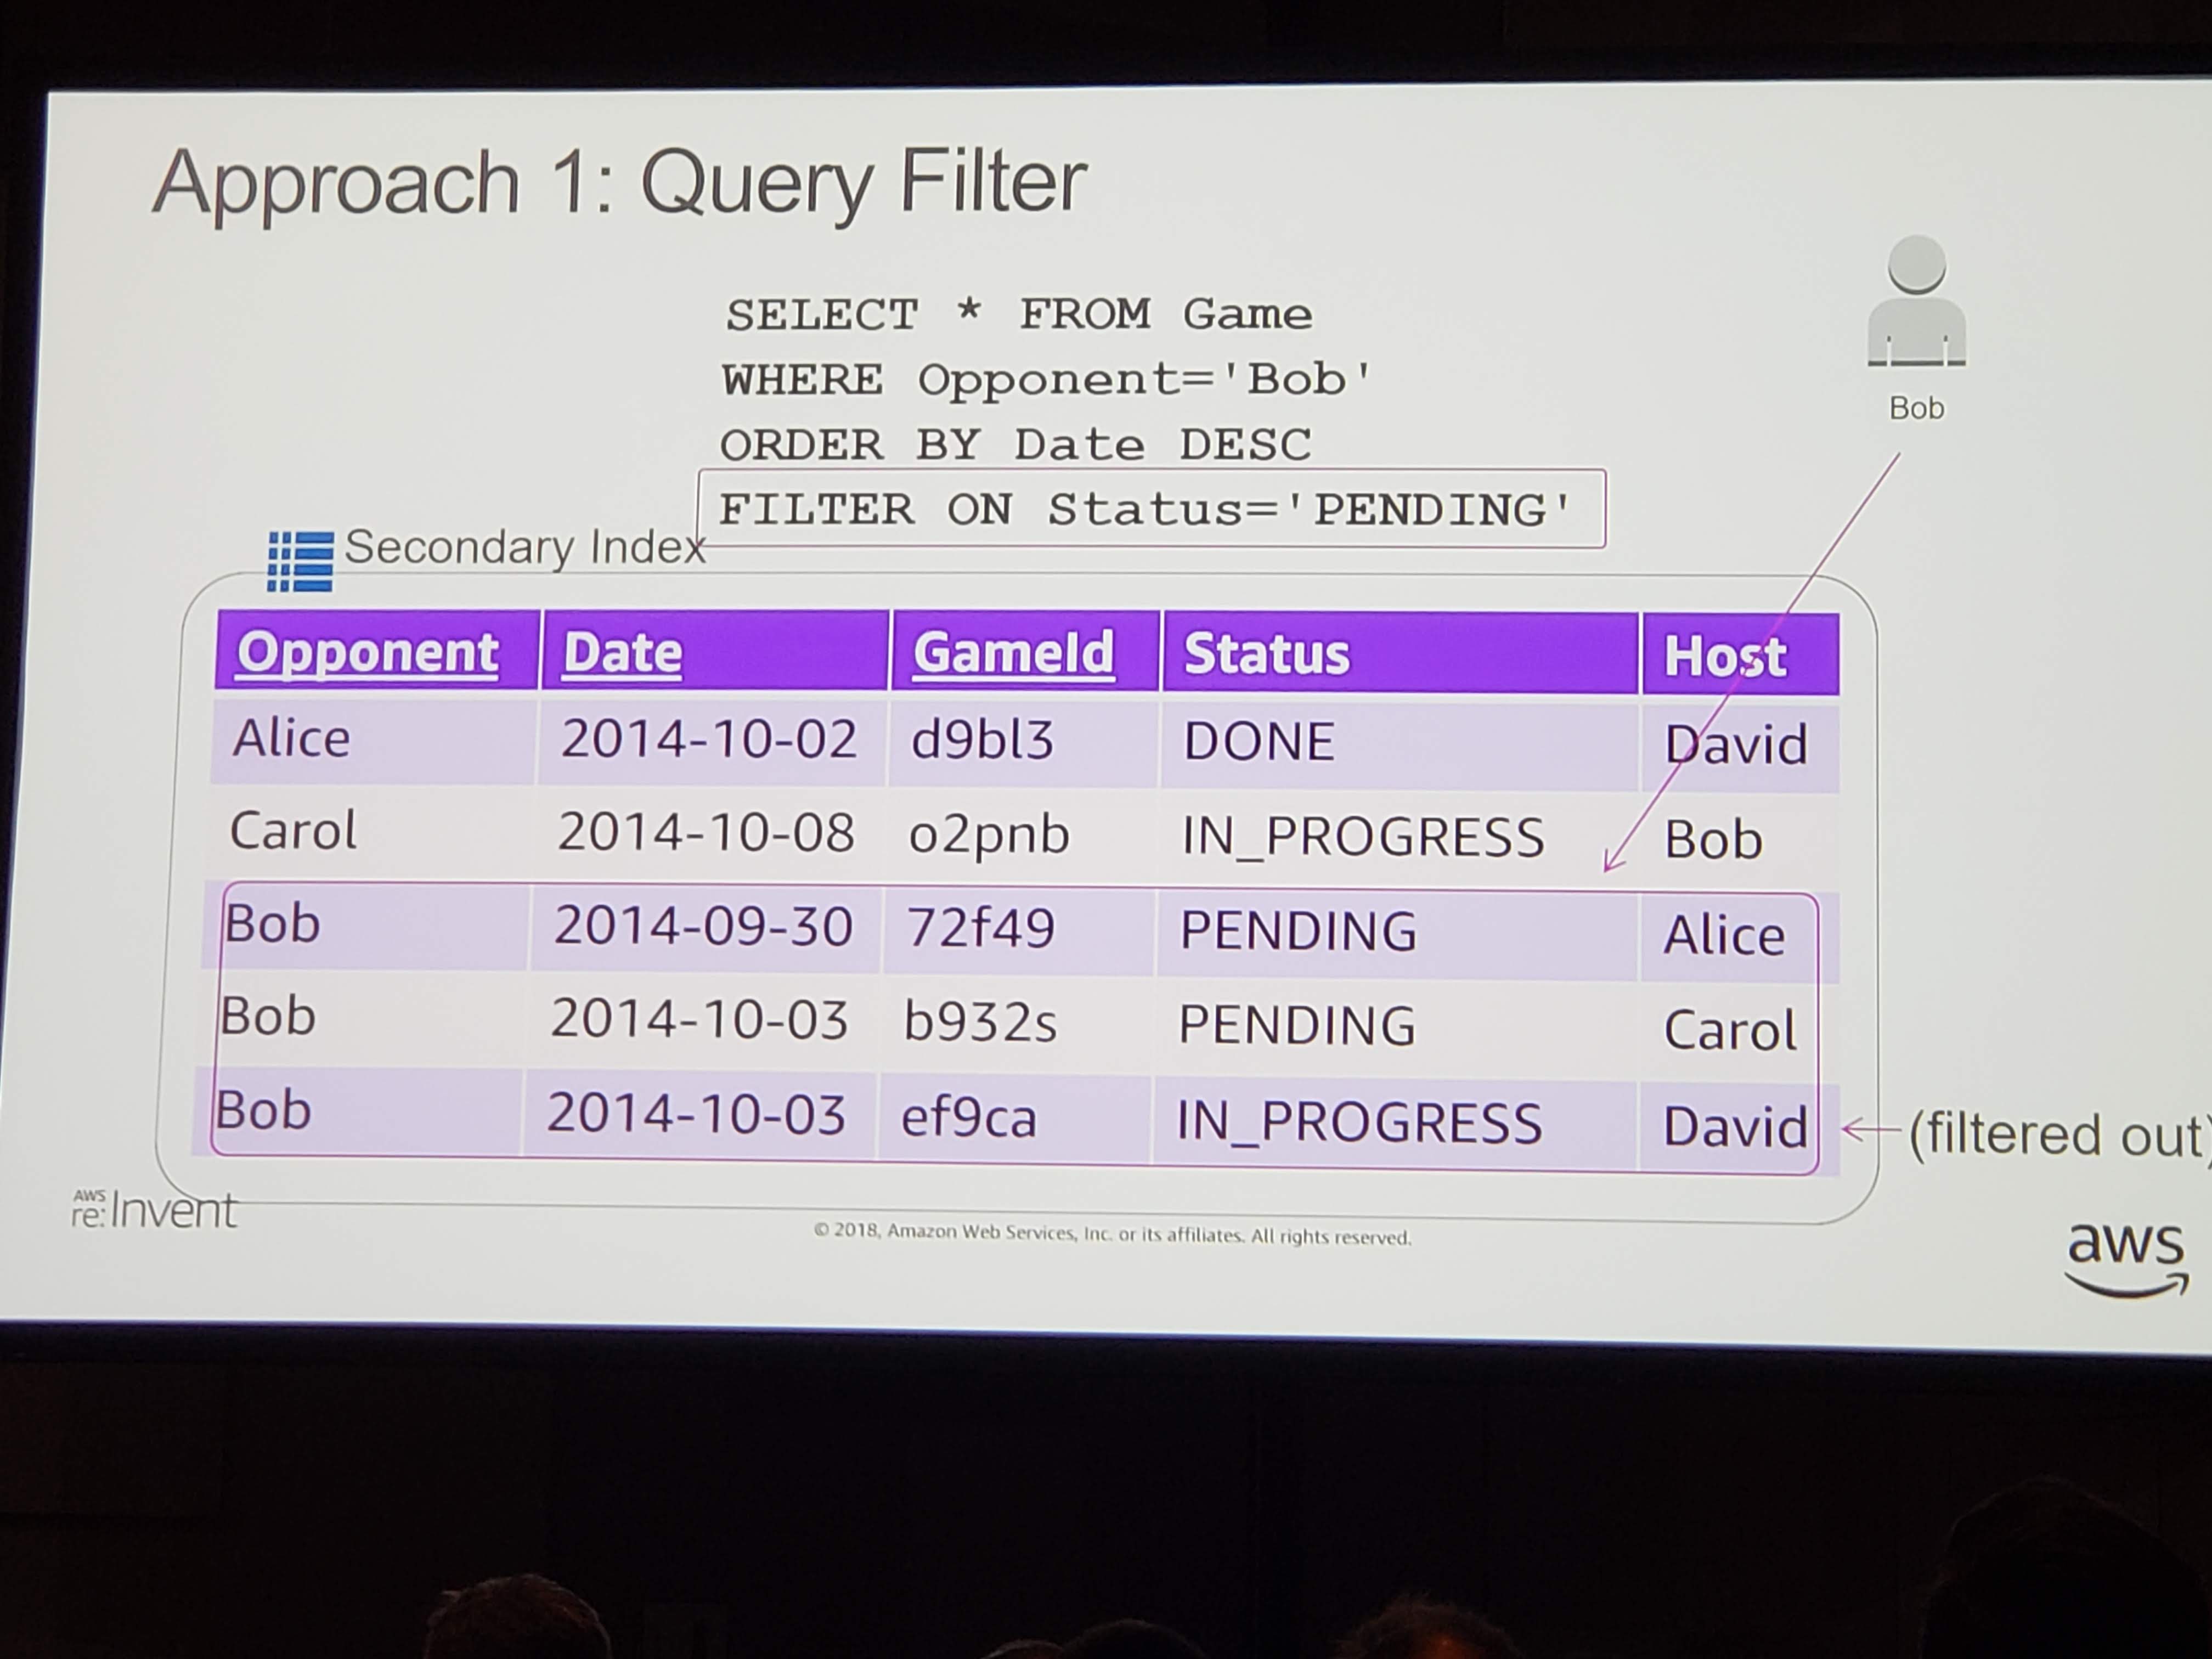 Approach 1: Query Filter
SELECT * FROM Game
WHERE Opponent='Bob'
ORDER BY Date DESC
FILTER ON Status='PENDING'
Bob
Secondary Index
Opponent Date GameId Status Host
Alice 2014-10-02 d9bl3 DONE David
Carol 2014-10-08 o2pnb IN_PROGRESS Bob
Bob 2014-09-30 72f49 PENDING Alice
Bob 2014-10-03 b932s PENDING Carol
Bob 2014-10-03 ef9ca IN_PROGRESS David
(filtered out)
AWS
re:Invent
© 2018, Amazon Web Services, Inc. or its affiliates. All rights reserved.
aws